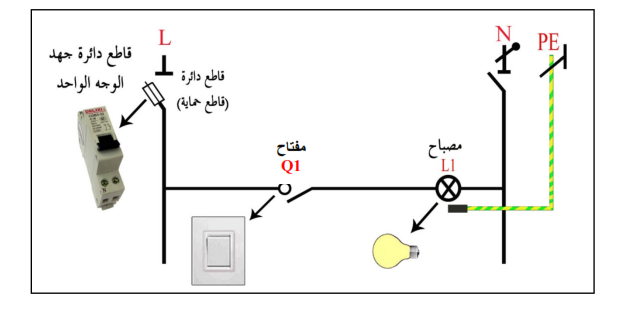 قاطع دائرة جهد
الوجه الواحد
L
قاطع دائرة
(قاطع حماية)
مفتاح
Q1
مصباح
L1
N
PE